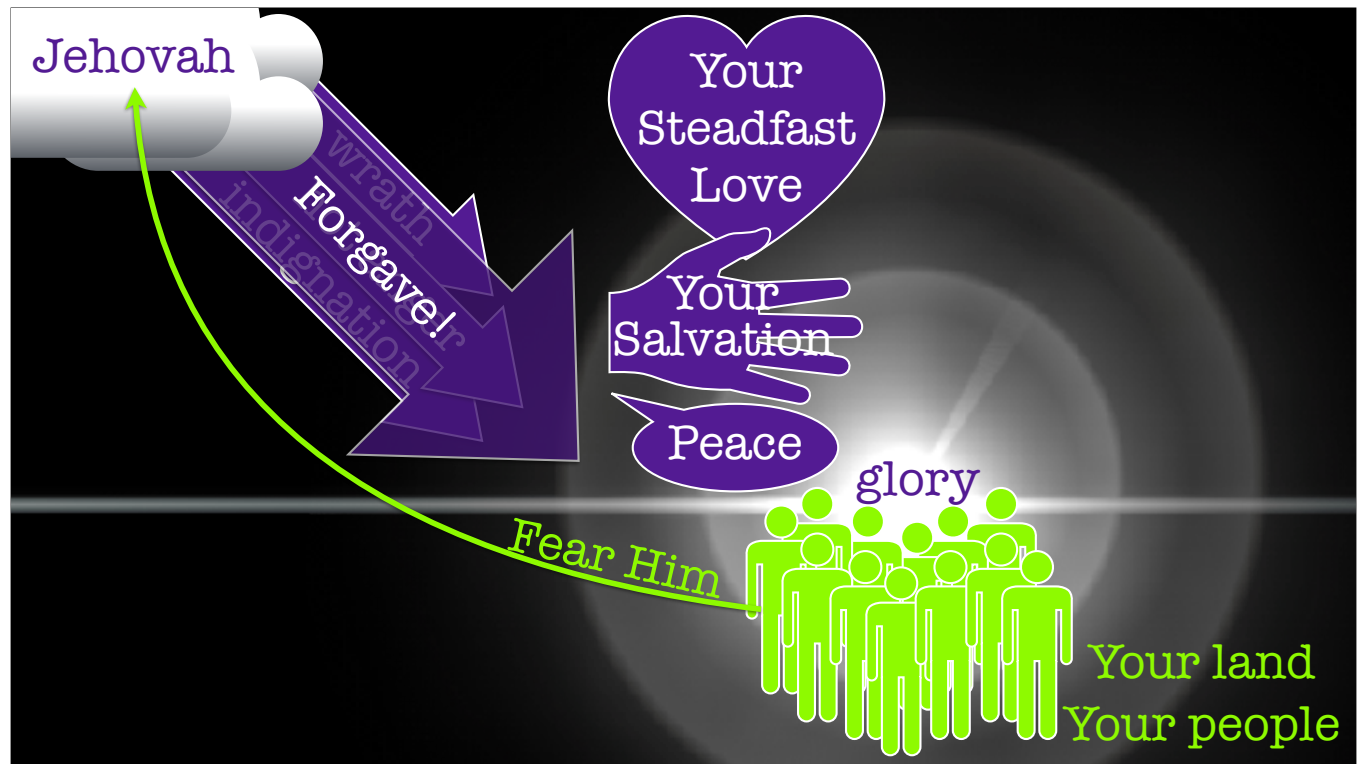 Jehovah
wrath
Forgave!
indignation
Your
Steadfast
Love
Your
Salvation
Peace
glory
Fear Him
Your land
Your people